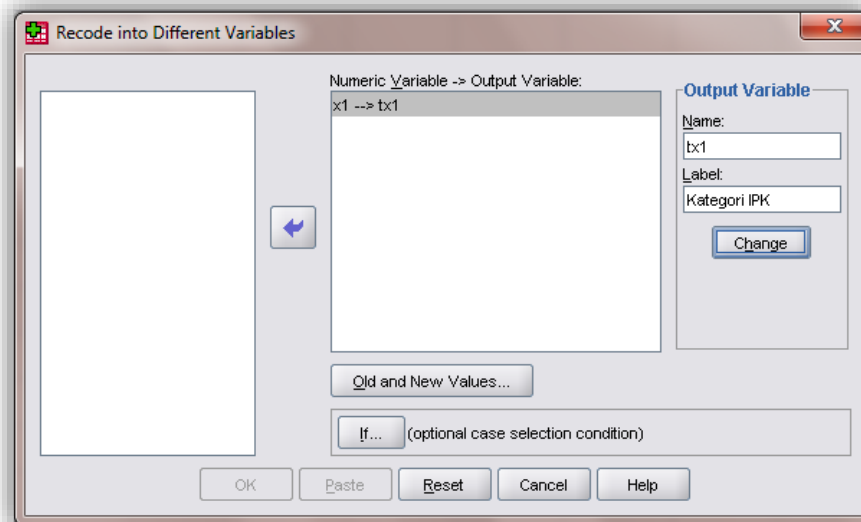 Recode into Different Variables
Numeric Variable -> Output Variable:
x1 --> tx1
Output Variable
Name:
tx1
Label:
Kategori IPK
Change
Old and New Values...
If... (optional case selection condition)
OK Paste Reset Cancel Help